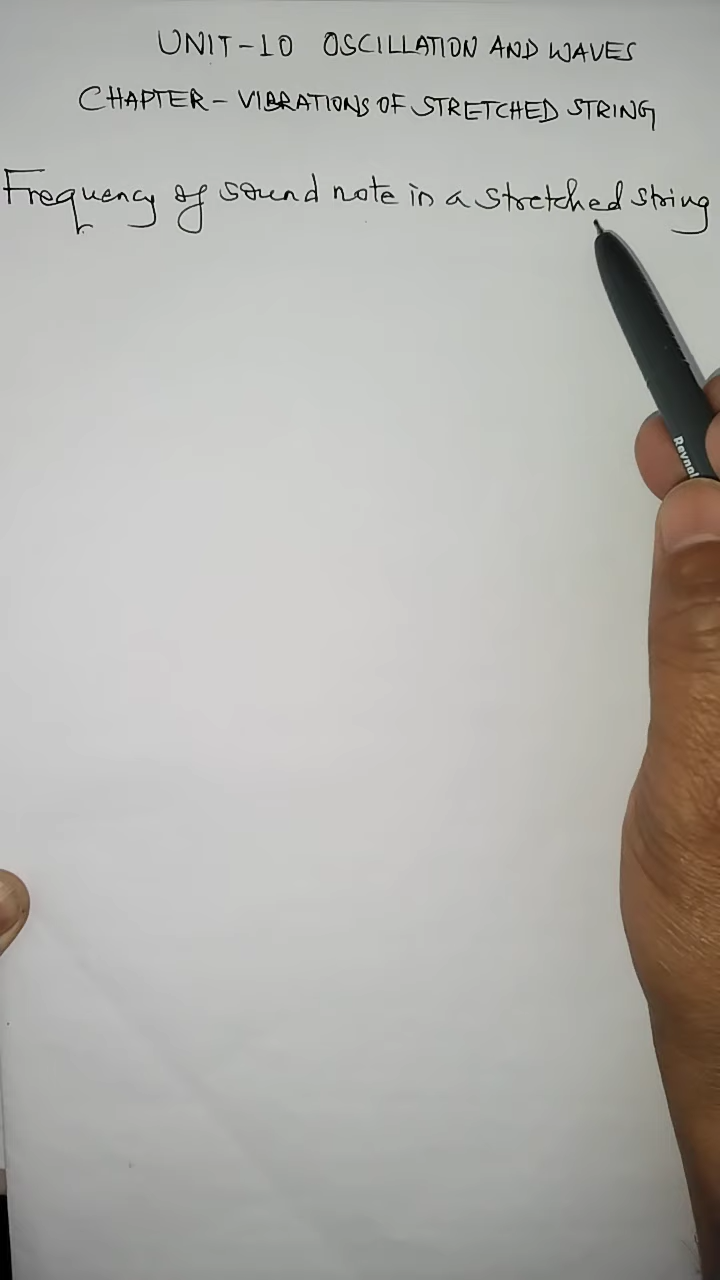 UNIT-10 OSCILLATION AND WAVES
CHAPTER - VIBRATIONS OF STRETCHED STRING
Frequency of sound note in a stretched string